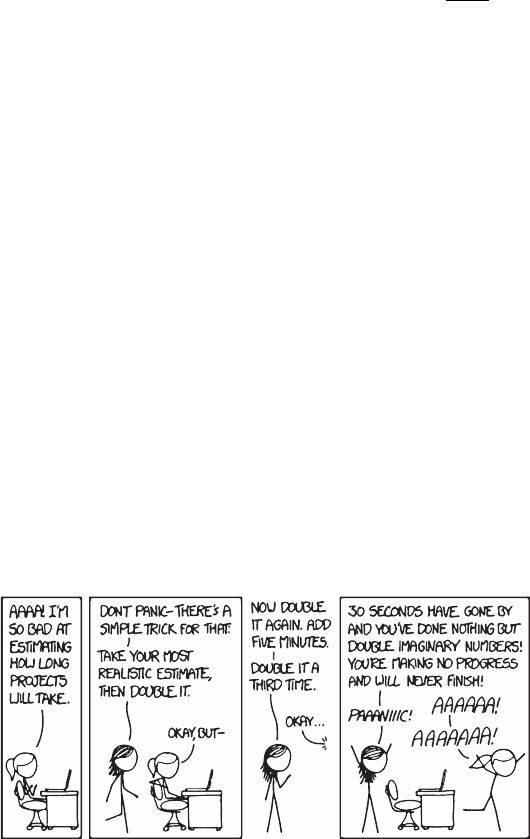 AAAA! I'M
SO BAD AT
ESTIMATING
HOW LONG
PROJECTS
WILL TAKE.
DON'T PANIC—THERE'S A
SIMPLE TRICK FOR THAT:
TAKE YOUR MOST
REALISTIC ESTIMATE,
THEN DOUBLE IT.
OKAY, BUT—
NOW DOUBLE
IT AGAIN. ADD
FIVE MINUTES.
DOUBLE IT A
THIRD TIME.
OKAY...
30 SECONDS HAVE GONE BY
AND YOU'VE DONE NOTHING BUT
DOUBLE IMAGINARY NUMBERS!
YOU'RE MAKING NO PROGRESS
AND WILL NEVER FINISH!
PAAANIIIC!
AAAAAA!
AAAAAAA!